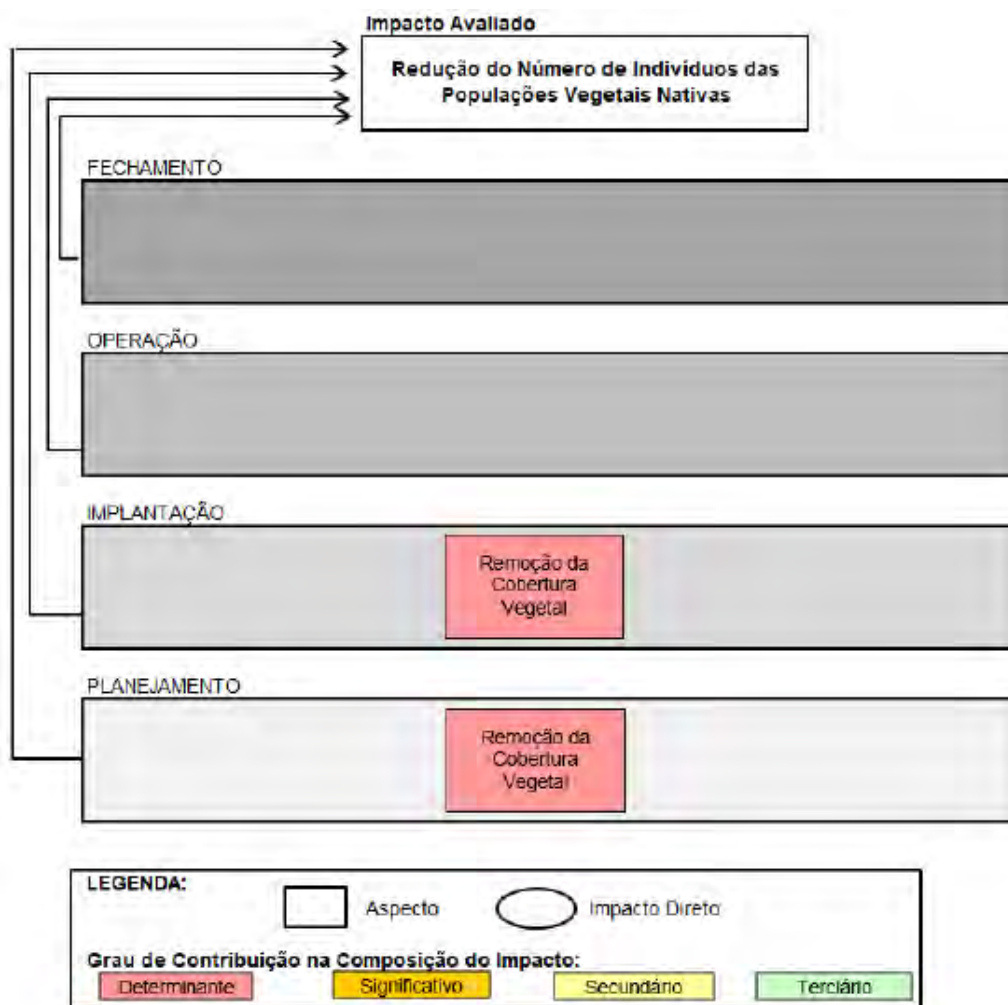 Impacto Avaliado
Redução do Número de Indivíduos das
Populações Vegetais Nativas
FECHAMENTO
OPERAÇÃO
IMPLANTAÇÃO
Remoção da
Cobertura
Vegetal
PLANEJAMENTO
Remoção da
Cobertura
Vegetal
LEGENDA:
Aspecto
Impacto Direto
Grau de Contribuição na Composição do Impacto:
Determinante
Significativo
Secundário
Terciário